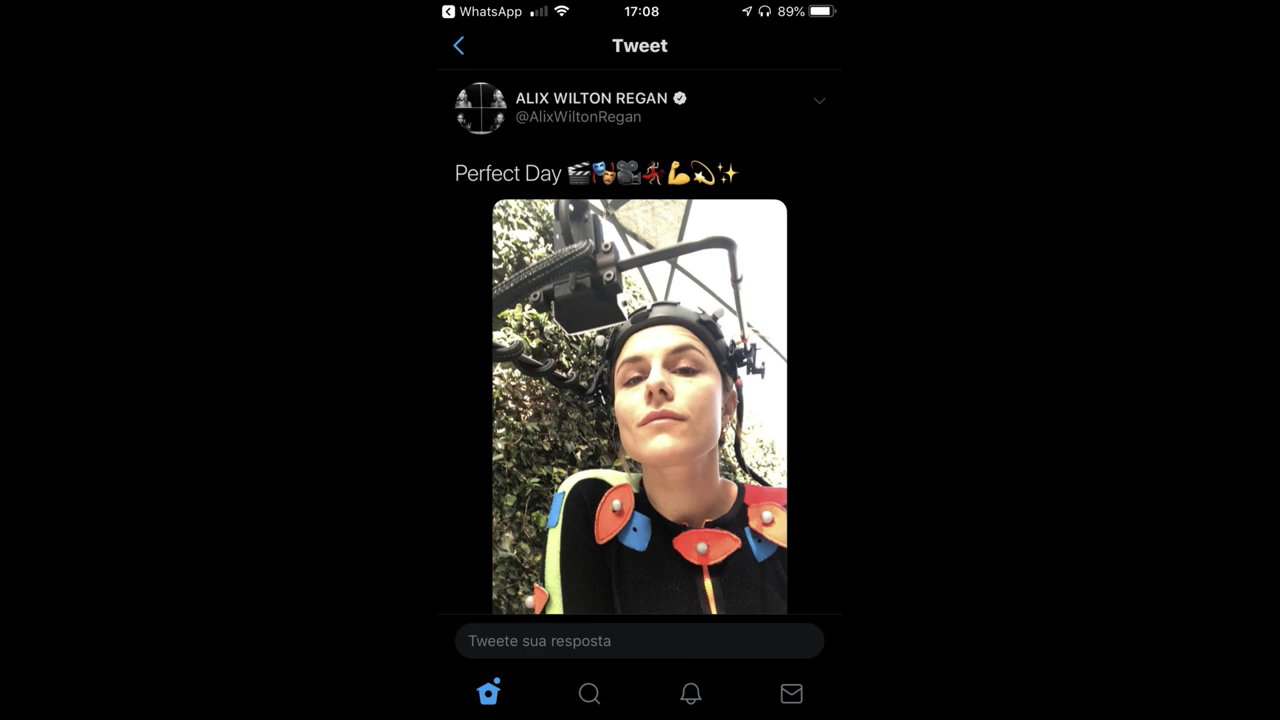 WhatsApp 17:08 89%
Tweet
ALIX WILTON REGAN
@AlixWiltonRegan
Perfect Day 🎬🎭🎥💃💪💫✨
Tweete sua resposta